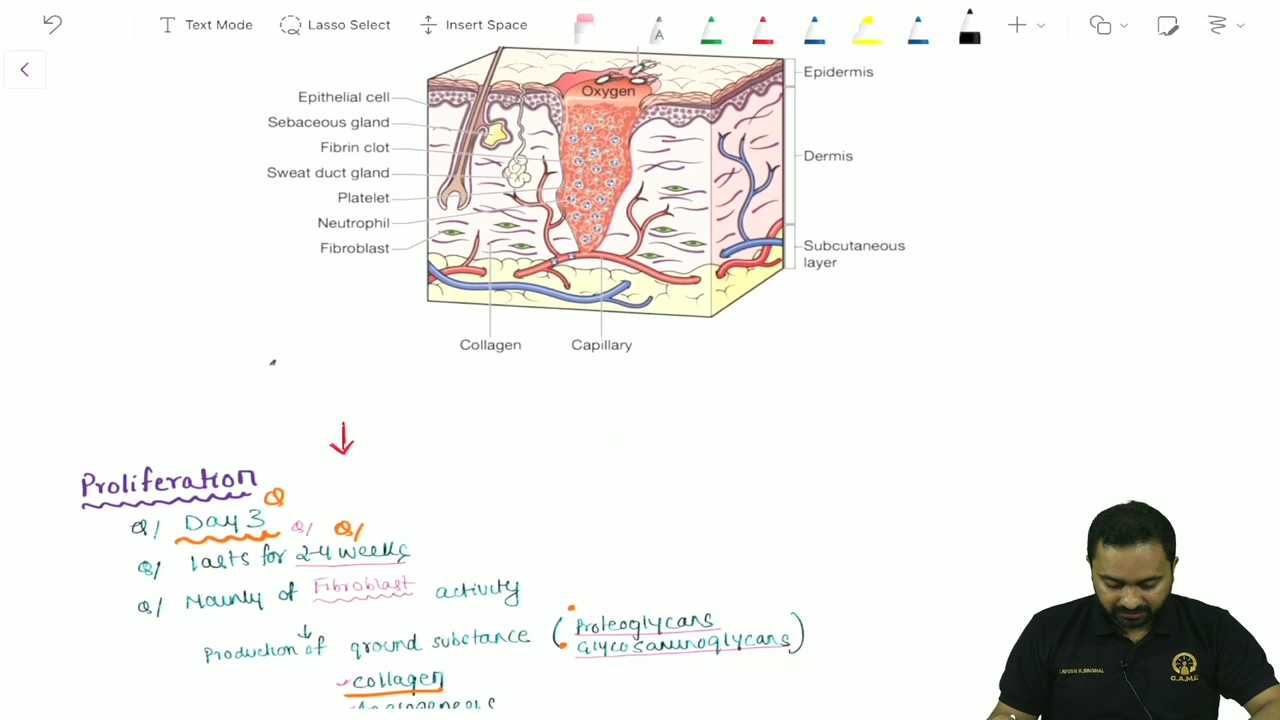 Text Mode
Lasso Select
Insert Space
A
Oxygen
Epithelial cell
Sebaceous gland
Fibrin clot
Sweat duct gland
Platelet
Neutrophil
Fibroblast
Epidermis
Dermis
Subcutaneous
layer
Collagen
Capillary
Proliferation
Q
Q/ Day 3 Q/ Q/
Q/ Lasts for 2-4 weeks
Q/ Mainly of Fibroblast activity
Production of ground substance (Proteoglycans
Glycosaminoglycans)
collagen
G.A.M.E